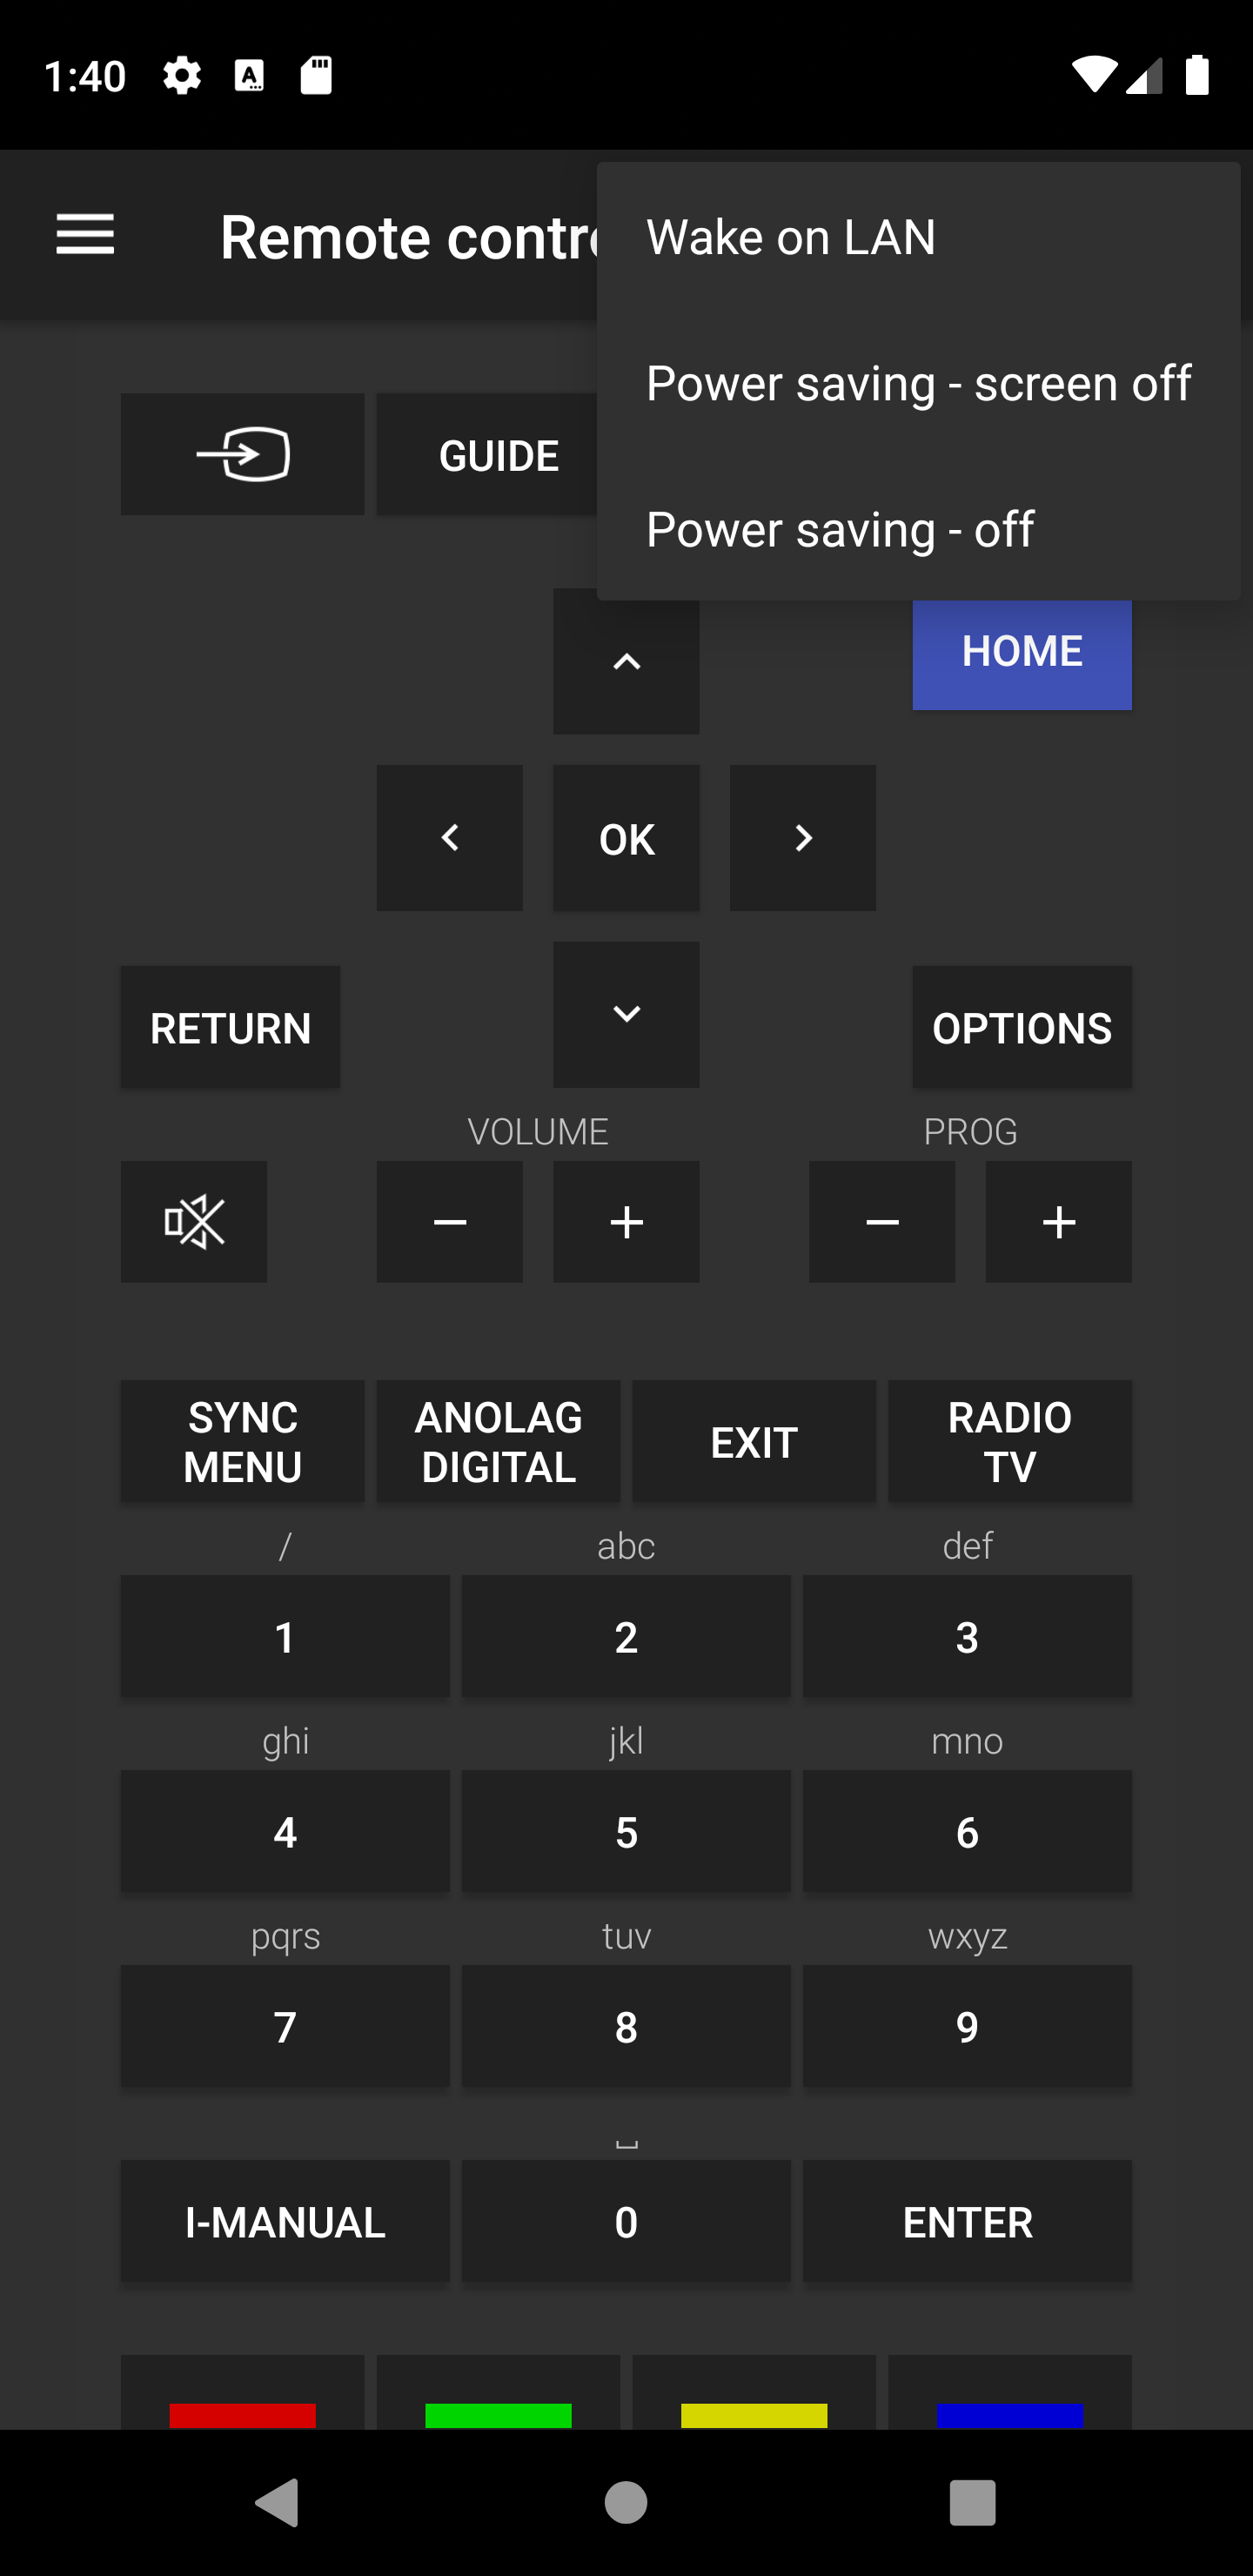 1:40
Remote contro
Wake on LAN
Power saving - screen off
Power saving - off
GUIDE
HOME
OK
RETURN
OPTIONS
VOLUME
PROG
SYNC
MENU
ANOLAG
DIGITAL
EXIT
RADIO
TV
/
abc
def
1
2
3
ghi
jkl
mno
4
5
6
pqrs
tuv
wxyz
7
8
9
I-MANUAL
0
ENTER